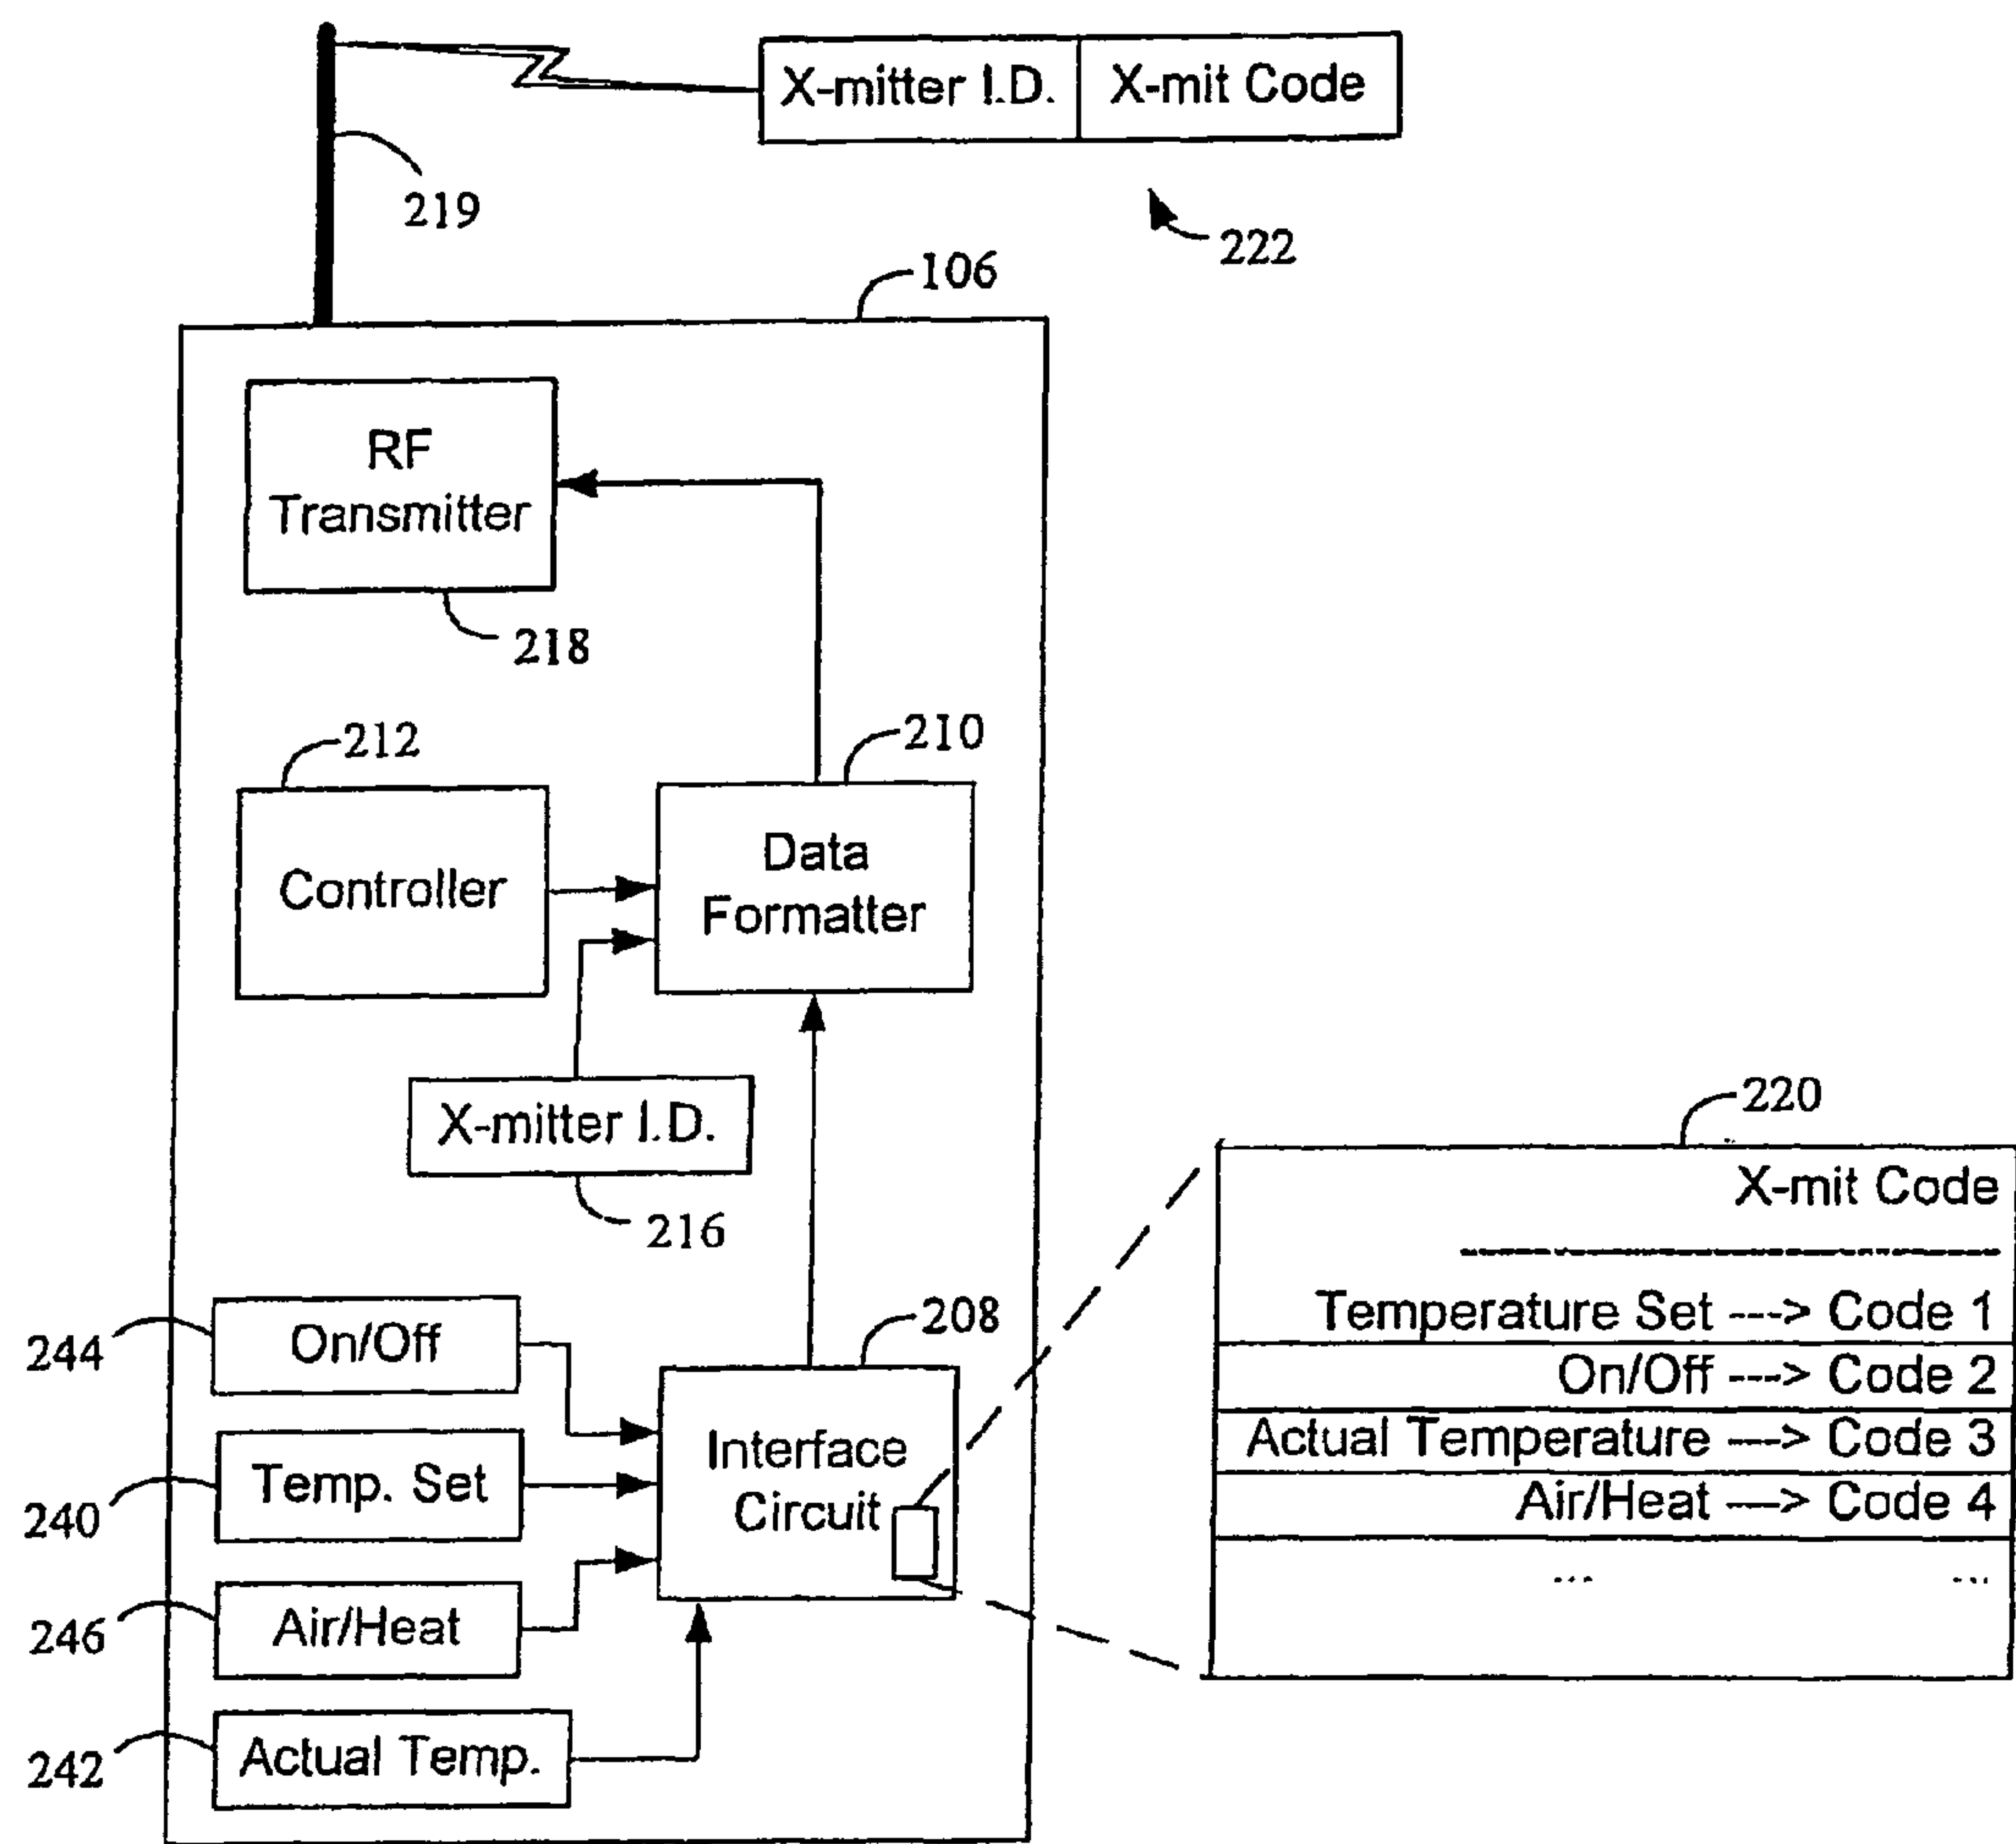 X-mitter I.D. X-mit Code
219
222
106
RF
Transmitter
218
212
210
Controller
Data
Formatter
X-mitter I.D.
216
220
X-mit Code
Temperature Set ---> Code 1
On/Off ---> Code 2
Actual Temperature ---> Code 3
Air/Heat ---> Code 4
... ...
208
244
On/Off
240
Temp. Set
Interface
Circuit
246
Air/Heat
242
Actual Temp.